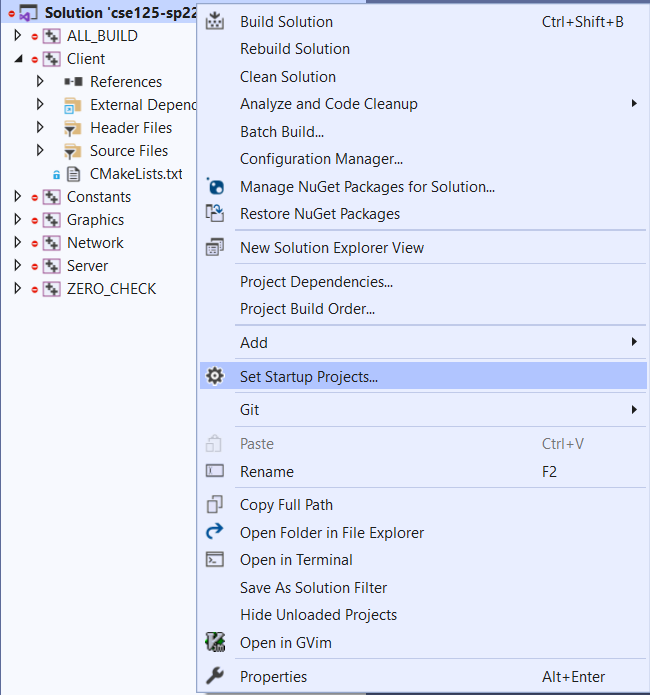 Solution 'cse125-sp22
ALL_BUILD
Client
References
External Depen
Header Files
Source Files
CMakeLists.txt
Constants
Graphics
Network
Server
ZERO_CHECK
Build Solution Ctrl+Shift+B
Rebuild Solution
Clean Solution
Analyze and Code Cleanup
Batch Build...
Configuration Manager...
Manage NuGet Packages for Solution...
Restore NuGet Packages
New Solution Explorer View
Project Dependencies...
Project Build Order...
Add
Set Startup Projects...
Git
Paste Ctrl+V
Rename F2
Copy Full Path
Open Folder in File Explorer
Open in Terminal
Save As Solution Filter
Hide Unloaded Projects
Open in GVim
Properties Alt+Enter